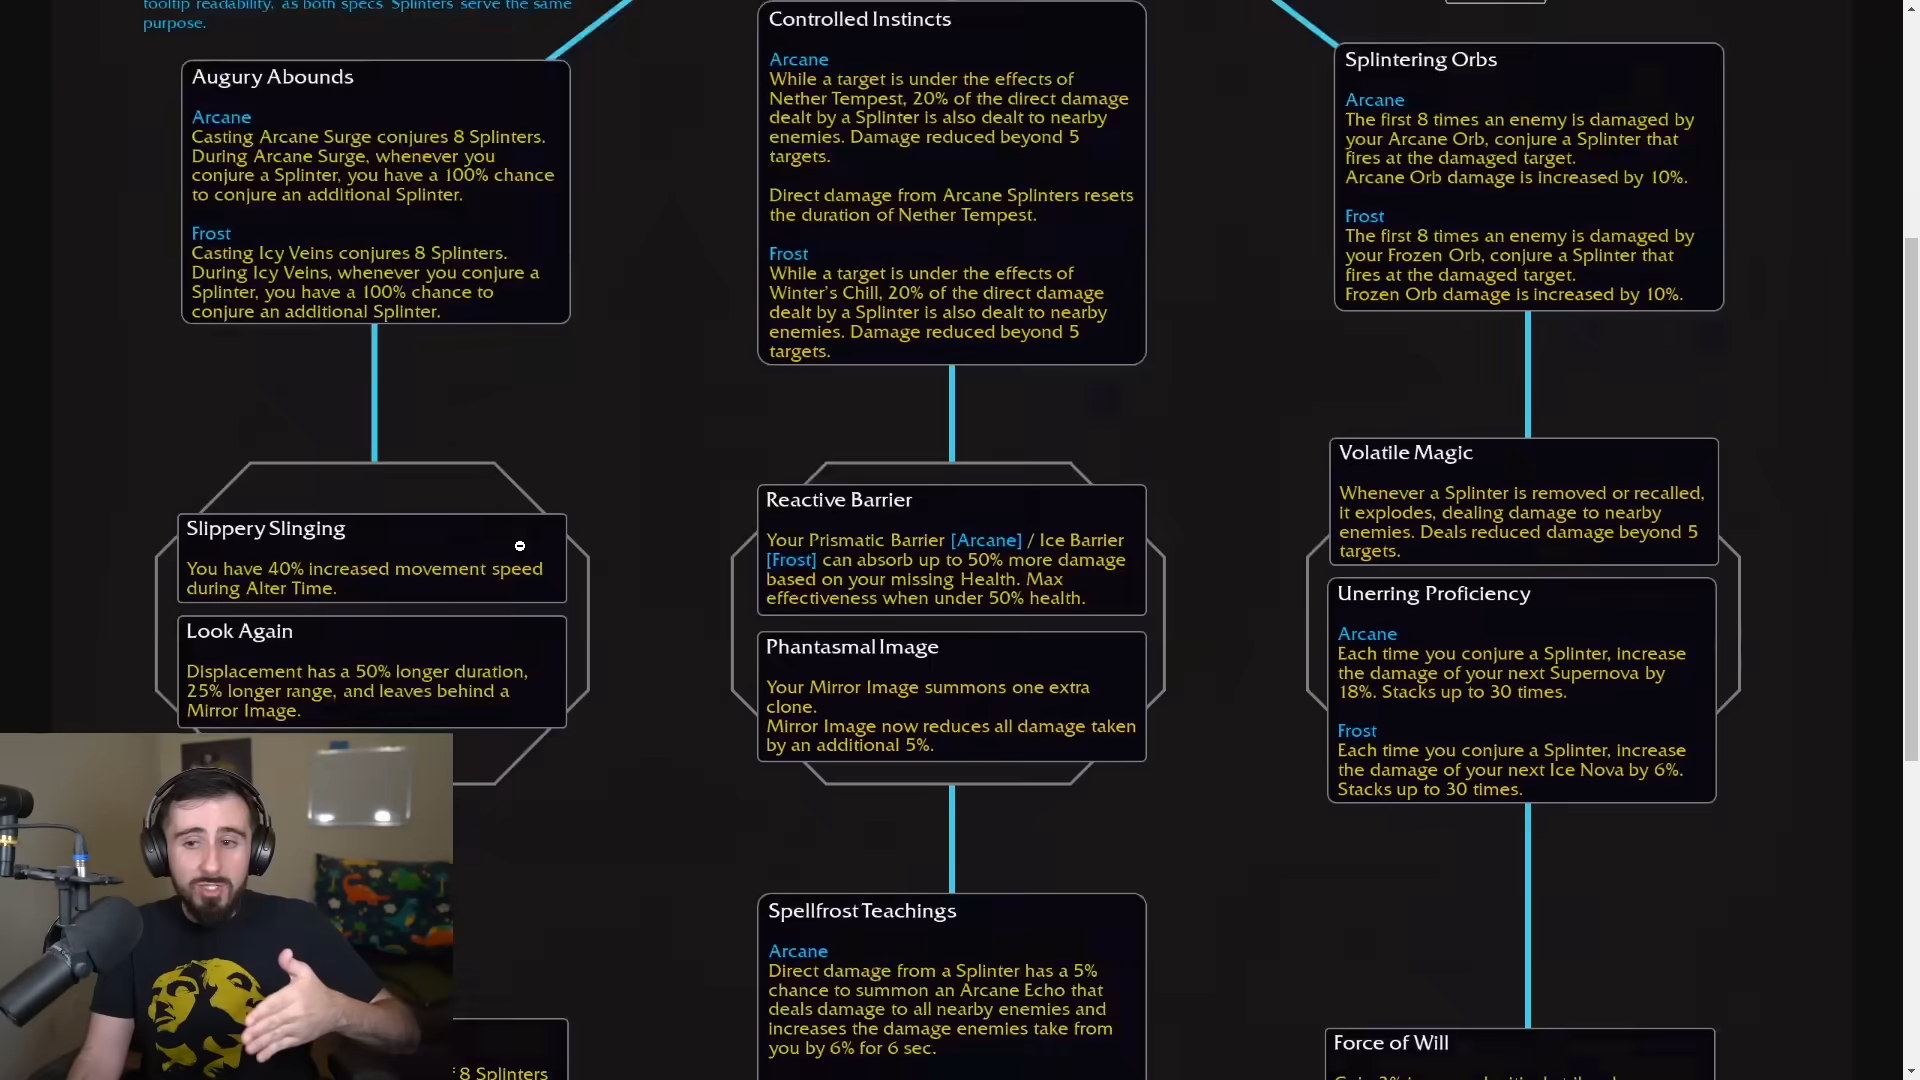 tooltip readability, as both specs' Splinters serve the same
purpose.
Augury Abounds
Arcane
Casting Arcane Surge conjures 8 Splinters.
During Arcane Surge, whenever you
conjure a Splinter, you have a 100% chance
to conjure an additional Splinter.
Frost
Casting Icy Veins conjures 8 Splinters.
During Icy Veins, whenever you conjure a
Splinter, you have a 100% chance to
conjure an additional Splinter.
Controlled Instincts
Arcane
While a target is under the effects of
Nether Tempest, 20% of the direct damage
dealt by a Splinter is also dealt to nearby
enemies. Damage reduced beyond 5
targets.
Direct damage from Arcane Splinters resets
the duration of Nether Tempest.
Frost
While a target is under the effects of
Winter's Chill, 20% of the direct damage
dealt by a Splinter is also dealt to nearby
enemies. Damage reduced beyond 5
targets.
Splintering Orbs
Arcane
The first 8 times an enemy is damaged by
your Arcane Orb, conjure a Splinter that
fires at the damaged target.
Arcane Orb damage is increased by 10%.
Frost
The first 8 times an enemy is damaged by
your Frozen Orb, conjure a Splinter that
fires at the damaged target.
Frozen Orb damage is increased by 10%.
Slippery Slinging
You have 40% increased movement speed
during Alter Time.
Look Again
Displacement has a 50% longer duration,
25% longer range, and leaves behind a
Mirror Image.
Reactive Barrier
Your Prismatic Barrier [Arcane] / Ice Barrier
[Frost] can absorb up to 50% more damage
based on your missing Health. Max
effectiveness when under 50% health.
Phantasmal Image
Your Mirror Image summons one extra
clone.
Mirror Image now reduces all damage taken
by an additional 5%.
Volatile Magic
Whenever a Splinter is removed or recalled,
it explodes, dealing damage to nearby
enemies. Deals reduced damage beyond 5
targets.
Unerring Proficiency
Arcane
Each time you conjure a Splinter, increase
the damage of your next Supernova by
18%. Stacks up to 30 times.
Frost
Each time you conjure a Splinter, increase
the damage of your next Ice Nova by 6%.
Stacks up to 30 times.
Spellfrost Teachings
Arcane
Direct damage from a Splinter has a 5%
chance to summon an Arcane Echo that
deals damage to all nearby enemies and
increases the damage enemies take from
you by 6% for 6 sec.
8 Splinters
Force of Will